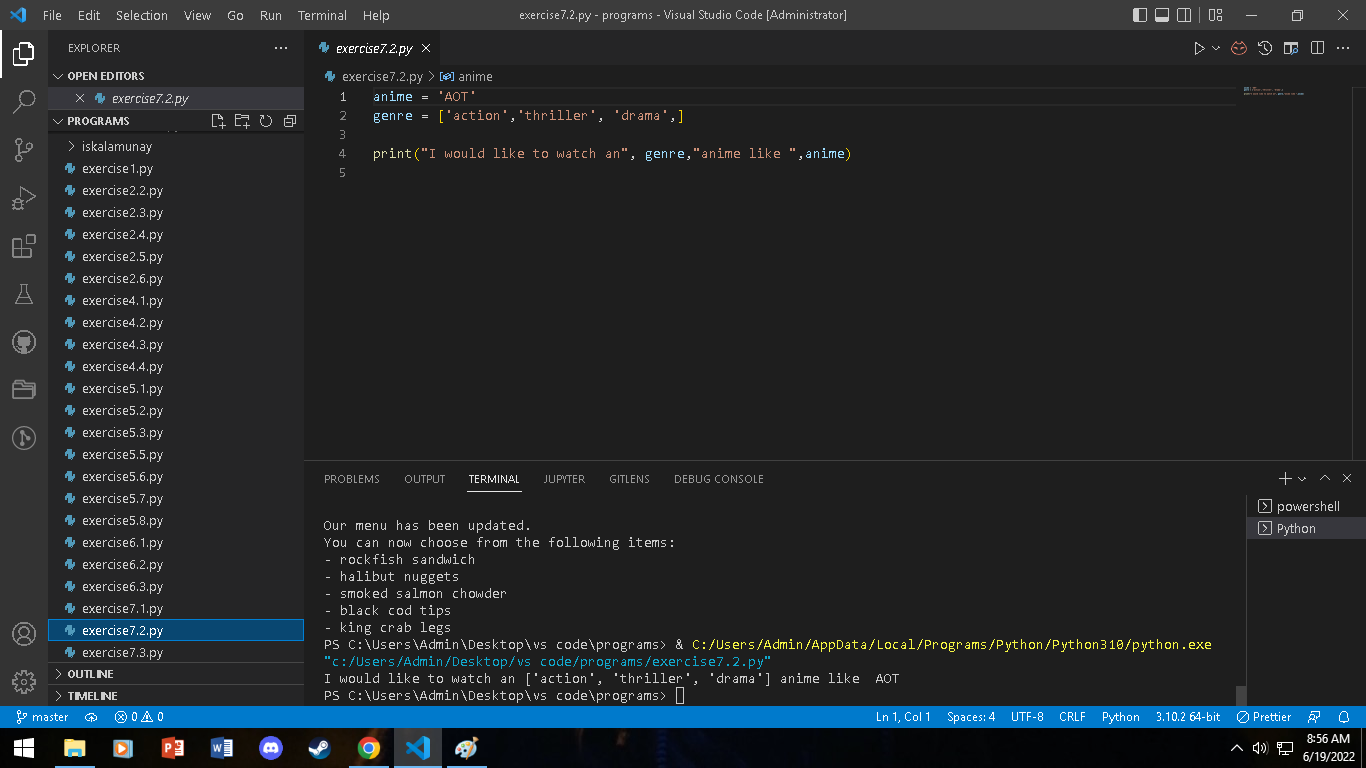 File Edit Selection View Go Run Terminal Help exercise7.2.py - programs - Visual Studio Code [Administrator]
EXPLORER
OPEN EDITORS
exercise7.2.py
PROGRAMS
iskalamunay
exercise1.py
exercise2.2.py
exercise2.3.py
exercise2.4.py
exercise2.5.py
exercise2.6.py
exercise4.1.py
exercise4.2.py
exercise4.3.py
exercise4.4.py
exercise5.1.py
exercise5.2.py
exercise5.3.py
exercise5.5.py
exercise5.6.py
exercise5.7.py
exercise5.8.py
exercise6.1.py
exercise6.2.py
exercise6.3.py
exercise7.1.py
exercise7.2.py
exercise7.3.py
OUTLINE
TIMELINE
exercise7.2.py
exercise7.2.py > anime
1 anime = 'AOT'
2 genre = ['action','thriller', 'drama',]
3
4 print("I would like to watch an", genre,"anime like ",anime)
5
PROBLEMS OUTPUT TERMINAL JUPYTER GITLENS DEBUG CONSOLE
Our menu has been updated.
You can now choose from the following items:
- rockfish sandwich
- halibut nuggets
- smoked salmon chowder
- black cod tips
- king crab legs
PS C:\Users\Admin\Desktop\vs code\programs> & C:/Users/Admin/AppData/Local/Programs/Python/Python310/python.exe
"c:/Users/Admin/Desktop/vs code/programs/exercise7.2.py"
I would like to watch an ['action', 'thriller', 'drama'] anime like  AOT
PS C:\Users\Admin\Desktop\vs code\programs>
powershell
Python
master 0 0 Ln 1, Col 1 Spaces: 4 UTF-8 CRLF Python 3.10.2 64-bit Prettier
8:56 AM
6/19/2022